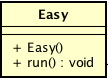 Easy
+ Easy()
+ run() : void